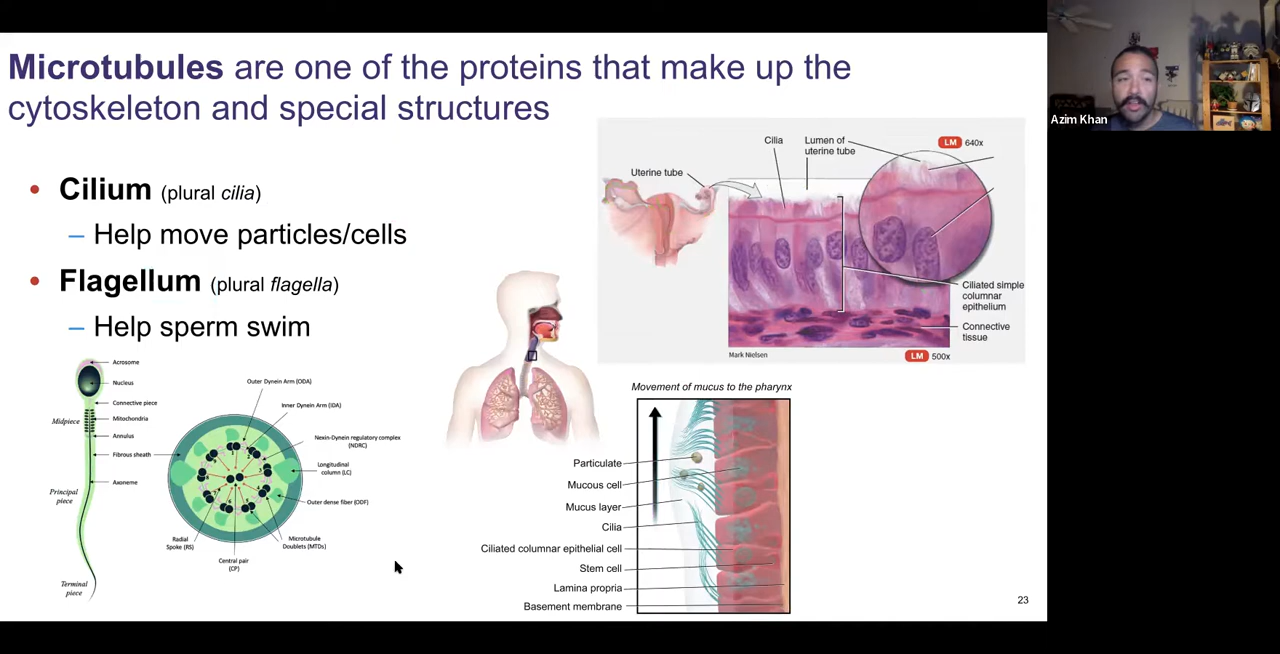 Microtubules are one of the proteins that make up the
cytoskeleton and special structures
Azim Khan
• Cilium (plural cilia)
– Help move particles/cells
• Flagellum (plural flagella)
– Help sperm swim
Cilia
Lumen of
uterine tube
LM 640x
Uterine tube
Ciliated simple
columnar
epithelium
Connective
tissue
Mark Nielsen
LM 500x
Acrosome
Nucleus
Connective piece
Midpiece
Mitochondria
Annulus
Fibrous sheath
Axoneme
Principal
piece
Terminal
piece
Outer Dynein Arm (ODA)
Inner Dynein Arm (IDA)
Nexin-Dynein regulatory complex
(NDRC)
Longitudinal
column (LC)
Outer dense fiber (ODF)
Microtubule
Doublets (MTDs)
Radial
Spoke (RS)
Central pair
(CP)
Movement of mucus to the pharynx
Particulate
Mucous cell
Mucus layer
Cilia
Ciliated columnar epithelial cell
Stem cell
Lamina propria
Basement membrane
23